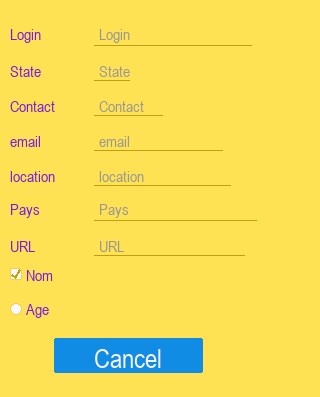 Login Login
State State
Contact Contact
email email
location location
Pays Pays
URL URL
Nom
Age
Cancel